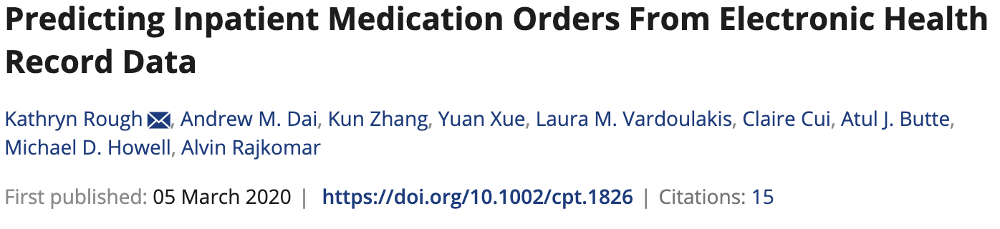 Predicting Inpatient Medication Orders From Electronic Health
Record Data
Kathryn Rough, Andrew M. Dai, Kun Zhang, Yuan Xue, Laura M. Vardoulakis, Claire Cui, Atul J. Butte,
Michael D. Howell, Alvin Rajkomar
First published: 05 March 2020 | https://doi.org/10.1002/cpt.1826 | Citations: 15